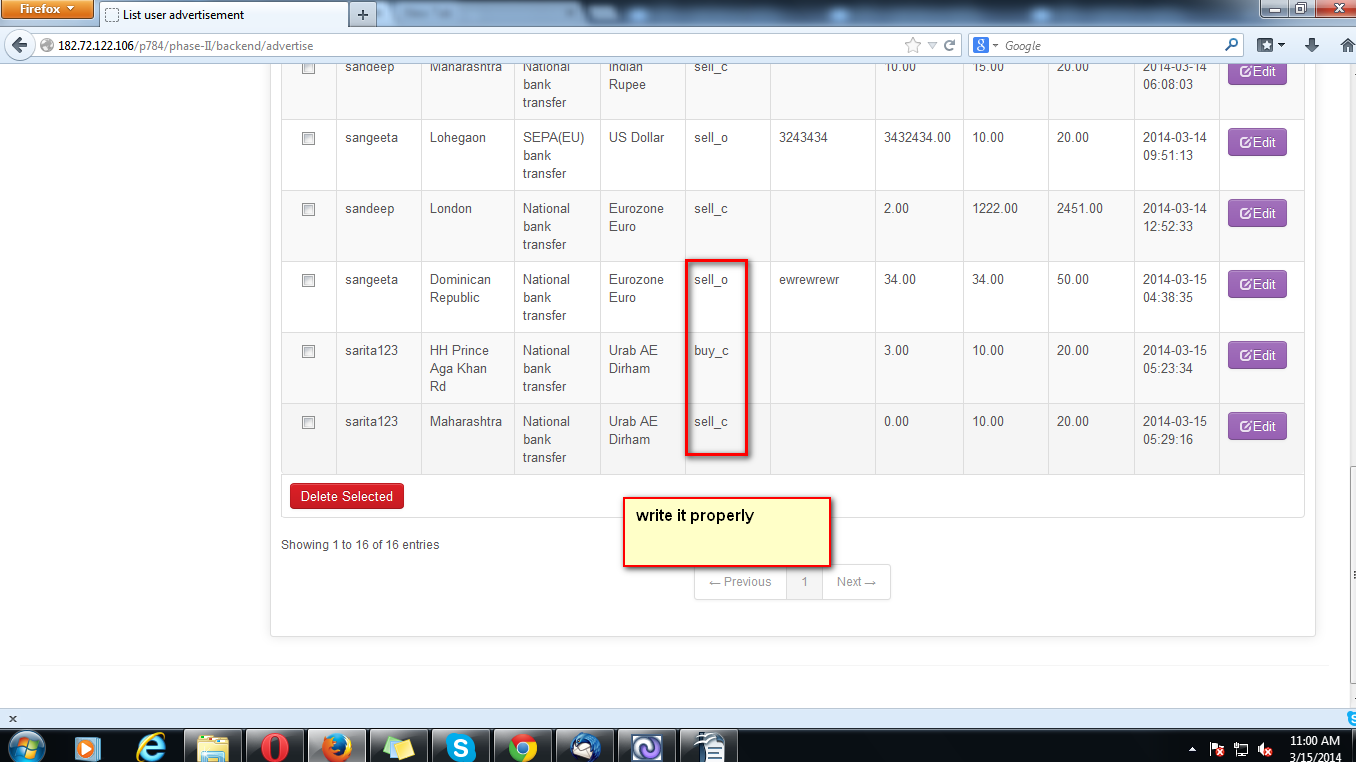 Firefox
List user advertisement
182.72.122.106/p784/phase-II/backend/advertise
Google
sandeep Maharashtra National bank transfer Indian Rupee sell_c 10.00 15.00 20.00 2014-03-14 06:08:03 Edit
sangeeta Lohegaon SEPA(EU) bank transfer US Dollar sell_o 3243434 3432434.00 10.00 20.00 2014-03-14 09:51:13 Edit
sandeep London National bank transfer Eurozone Euro sell_c 2.00 1222.00 2451.00 2014-03-14 12:52:33 Edit
sangeeta Dominican Republic National bank transfer Eurozone Euro sell_o ewrewrewr 34.00 34.00 50.00 2014-03-15 04:38:35 Edit
sarita123 HH Prince Aga Khan Rd National bank transfer Urab AE Dirham buy_c 3.00 10.00 20.00 2014-03-15 05:23:34 Edit
sarita123 Maharashtra National bank transfer Urab AE Dirham sell_c 0.00 10.00 20.00 2014-03-15 05:29:16 Edit
Delete Selected
write it properly
Showing 1 to 16 of 16 entries
← Previous 1 Next →
11:00 AM
3/15/2014